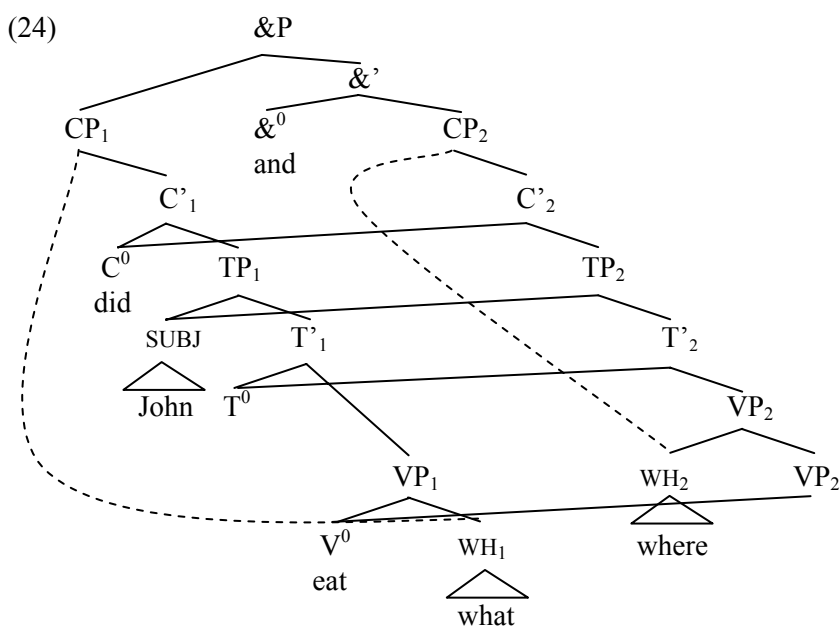 (24) &P
&’
CP₁ &⁰ CP₂
and
C’₁ C’₂
C⁰ TP₁ TP₂
did
SUBJ T’₁ T’₂
John T⁰ VP₂
VP₁ WH₂ VP₂
V⁰ WH₁ where
eat
what